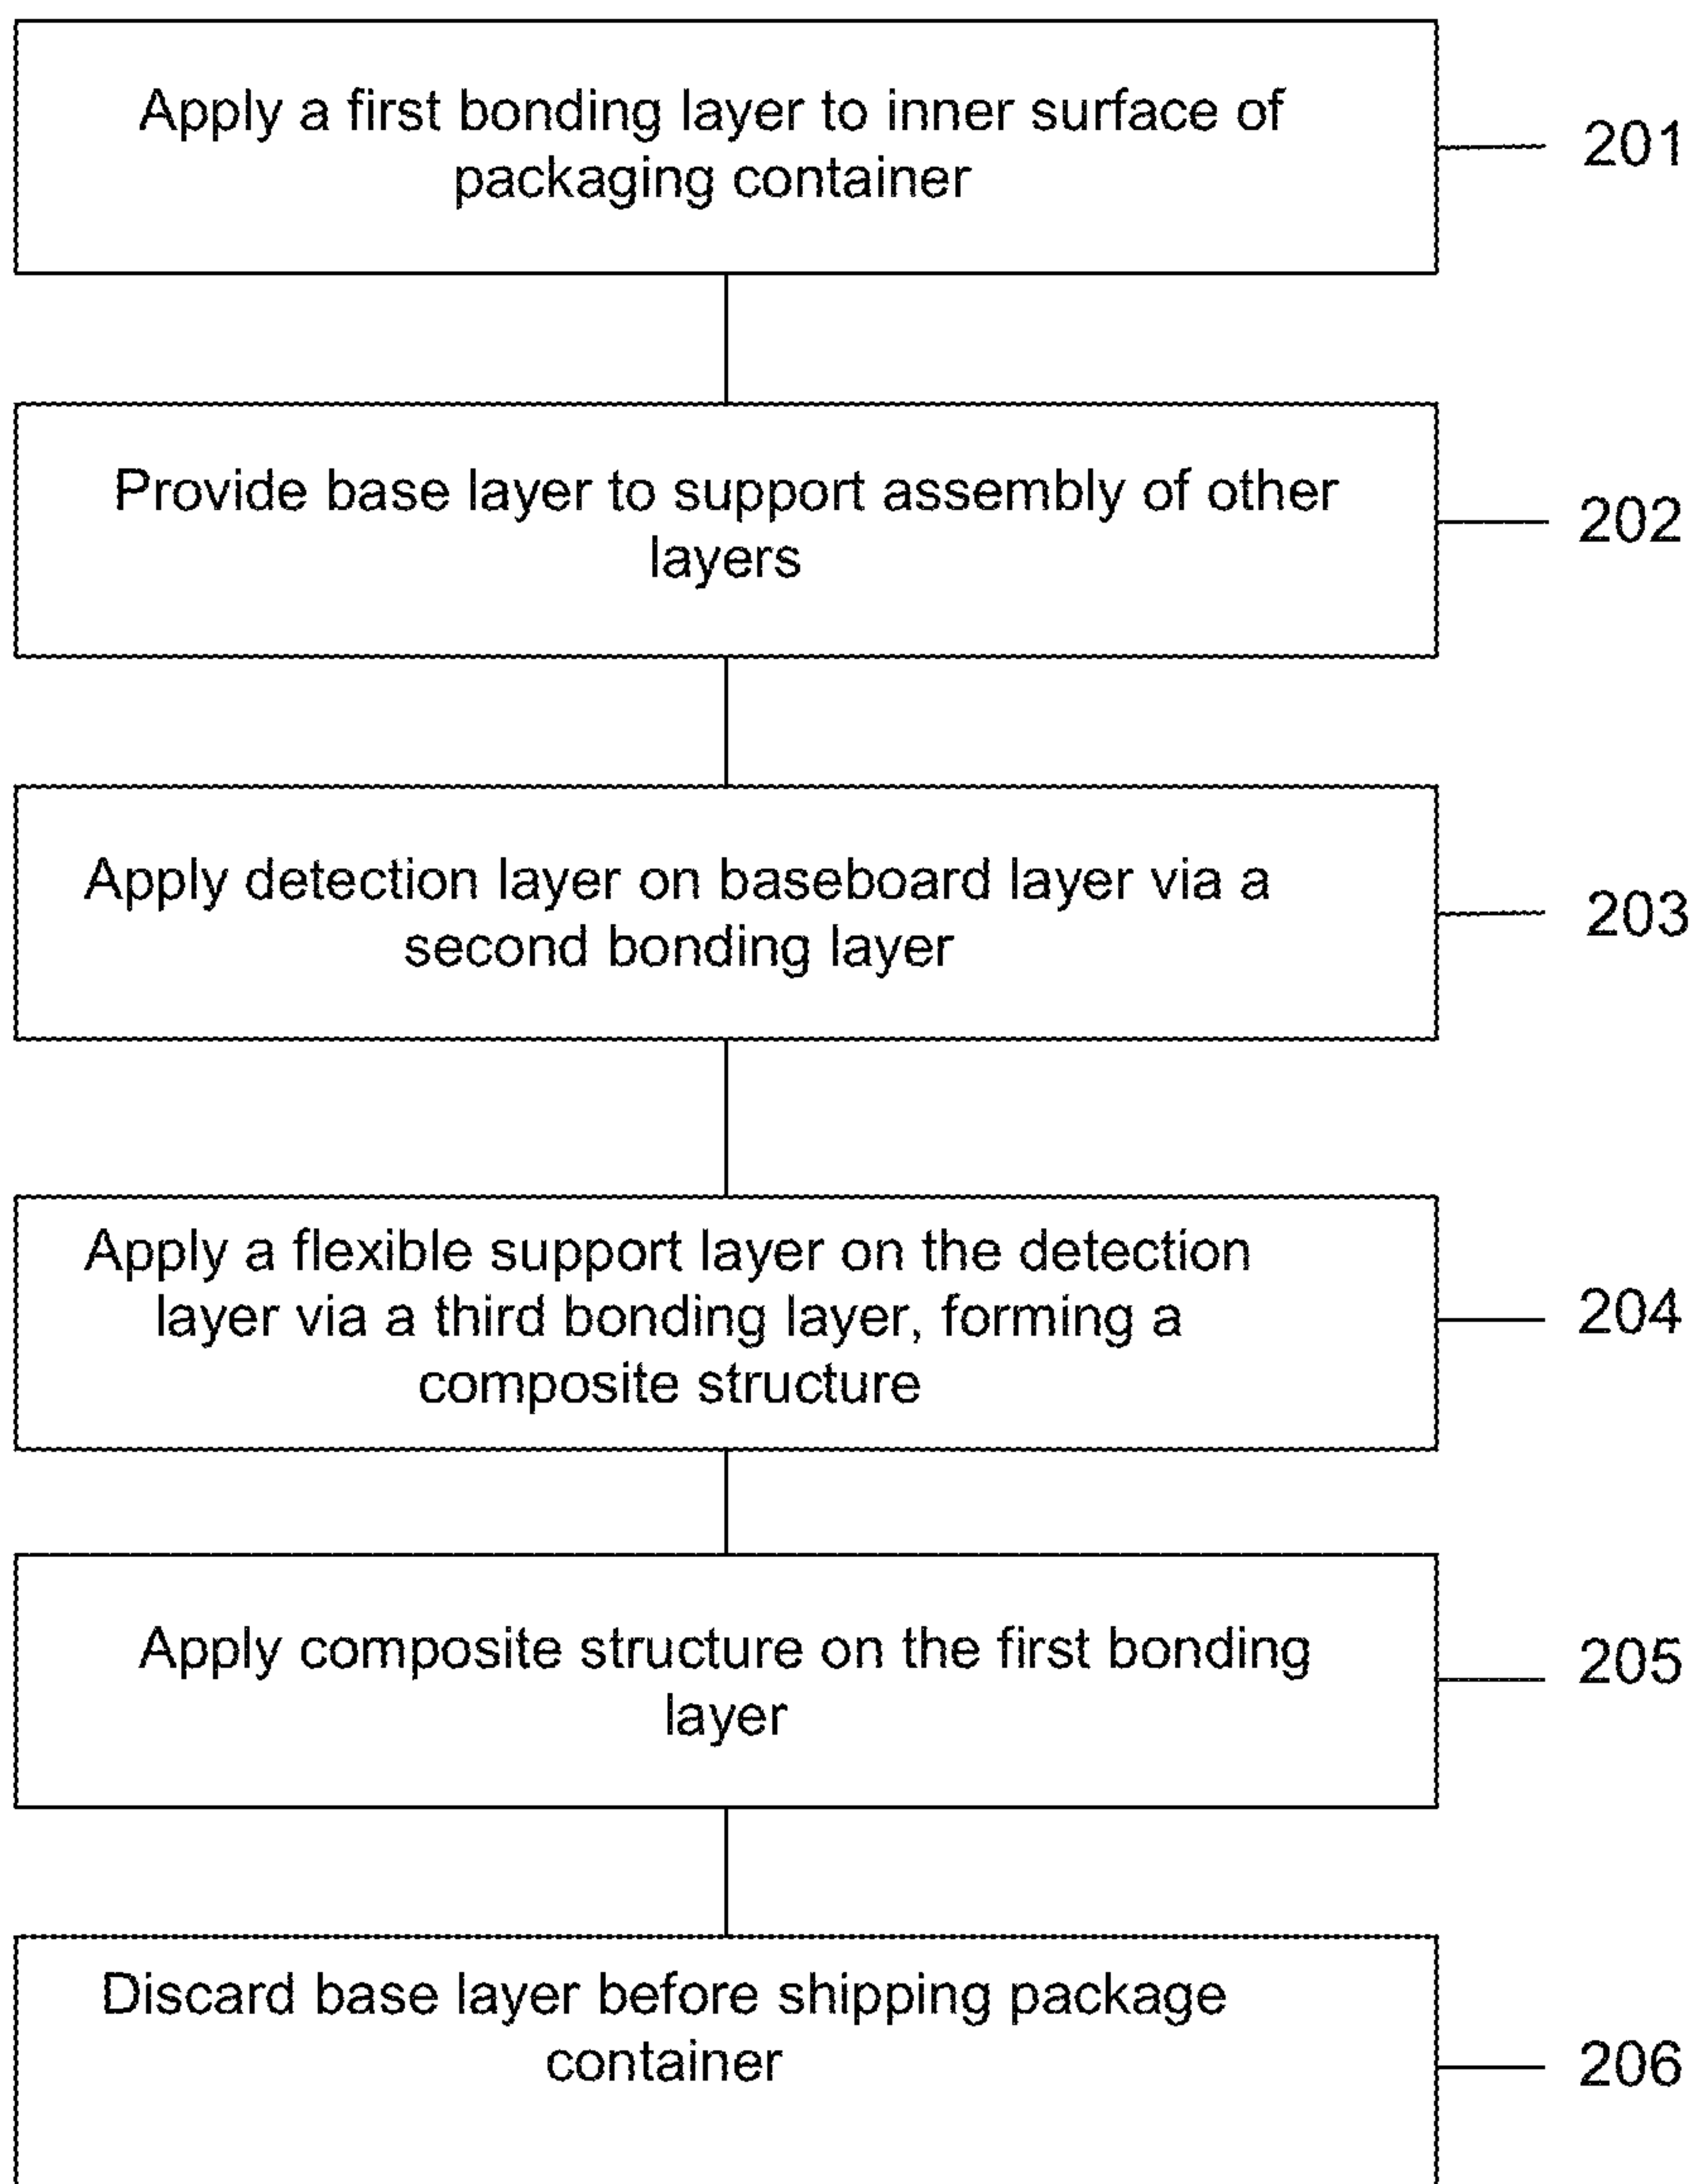 Apply a first bonding layer to inner surface of
packaging container
201
Provide base layer to support assembly of other
layers
202
Apply detection layer on baseboard layer via a
second bonding layer
203
Apply a flexible support layer on the detection
layer via a third bonding layer, forming a
composite structure
204
Apply composite structure on the first bonding
layer
205
Discard base layer before shipping package
container
206